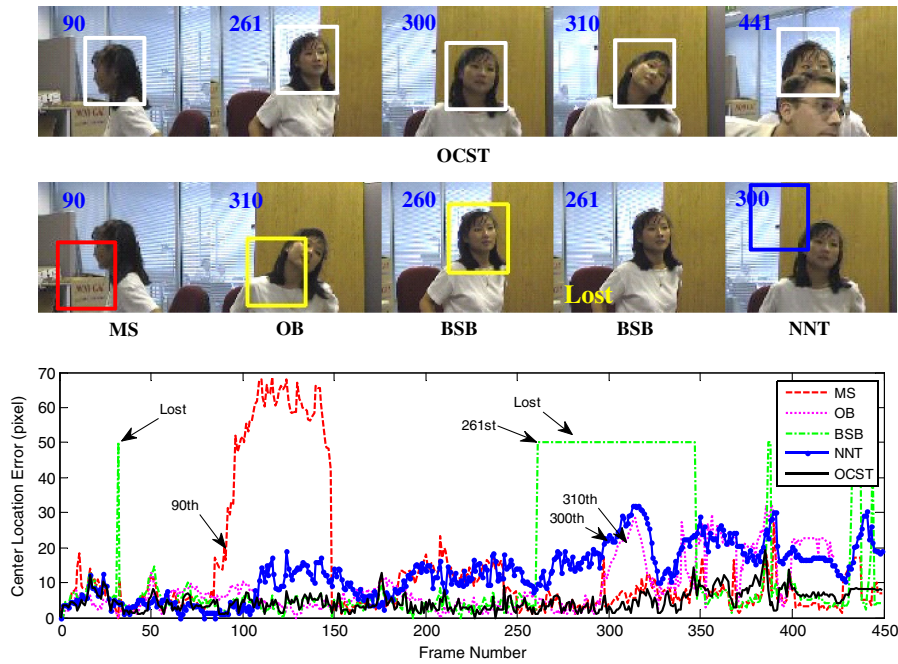 90 261 300 310 441
OCST
90 310 260 261 300
Lost
MS OB BSB BSB NNT
Center Location Error (pixel)
70
60
50
40
30
20
10
0
Lost
90th
261st
Lost
310th
300th
MS
OB
BSB
NNT
OCST
0 50 100 150 200 250 300 350 400 450
Frame Number